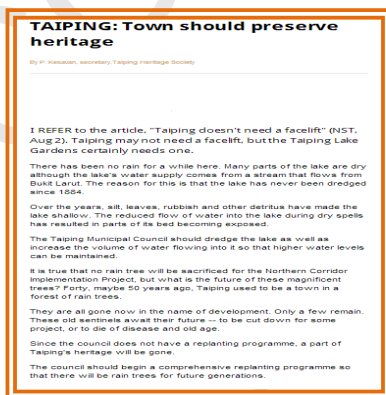 TAIPING: Town should preserve
heritage
By P. Kesavan, secretary,Taiping Heritage Society
I REFER to the article, "Taiping doesn't need a facelift" (NST,
Aug 2). Taiping may not need a facelift, but the Taiping Lake
Gardens certainly needs one.
There has been no rain for a while here. Many parts of the lake are dry
although the lake's water supply comes from a stream that flows from
Bukit Larut. The reason for this is that the lake has never been dredged
since 1884.
Over the years, silt, leaves, rubbish and other detritus have made the
lake shallow. The reduced flow of water into the lake during dry spells
has resulted in parts of its bed becoming exposed.
The Taiping Municipal Council should dredge the lake as well as
increase the volume of water flowing into it so that higher water levels
can be maintained.
It is true that no rain tree will be sacrificed for the Northern Corridor
Implementation Project, but what is the future of these magnificent
trees? Forty, maybe 50 years ago, Taiping used to be a town in a
forest of rain trees.
They are all gone now in the name of development. Only a few remain.
These old sentinels await their future -- to be cut down for some
project, or to die of disease and old age.
Since the council does not have a replanting programme, a part of
Taiping's heritage will be gone.
The council should begin a comprehensive replanting programme so
that there will be rain trees for future generations.